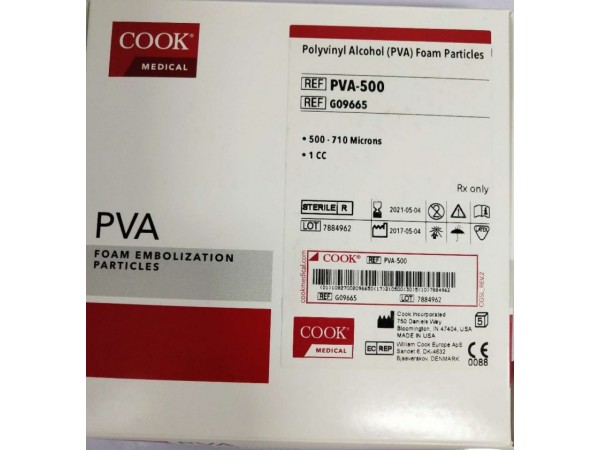 COOK®
MEDICAL
Polyvinyl Alcohol (PVA) Foam Particles
REF PVA-500
REF G09665
• 500 - 710 Microns
• 1 CC
Rx only
STERILE R
2021-05-04
LOT 7884962
2017-05-04
PVA
FOAM EMBOLIZATION
PARTICLES
cookmedical.com
COOK® REF PVA-500
REF G09665 LOT 7884962
CGSL_REV.2
COOK®
MEDICAL
Cook Incorporated
750 Daniels Way
Bloomington, IN 47404, USA
MADE IN USA
5
EC REP
William Cook Europe ApS
Sandet 6, DK-4632
Bjaeverskov, DENMARK
CE
0088